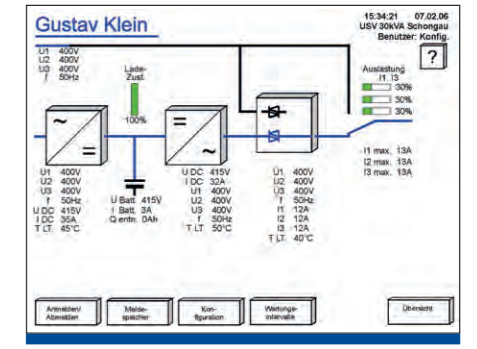 Gustav Klein
15:34:21 07.02.06
USV 30kVA Schongau
Benutzer: Konfig.
?
U1 400V
U2 400V
U3 400V
f 50Hz
Lade-
Zust.
100%
Auslastung
I1..I3
30%
30%
30%
~
=
=
~
I1 max. 13A
I2 max. 13A
I3 max. 13A
U1 400V
U2 400V
U3 400V
f 50Hz
U DC 415V
I DC 35A
T LT. 45°C
U Batt. 415V
I Batt. 3A
Q entn. 0Ah
U DC 415V
I DC 32A
U1 400V
U2 400V
U3 400V
f 50Hz
T LT. 50°C
U1 400V
U2 400V
U3 400V
f 50Hz
I1 12A
I2 12A
I3 12A
T LT. 40°C
Anmelden/
Abmelden
Melde-
speicher
Kon-
figuration
Wartungs-
intervalle
Übersicht